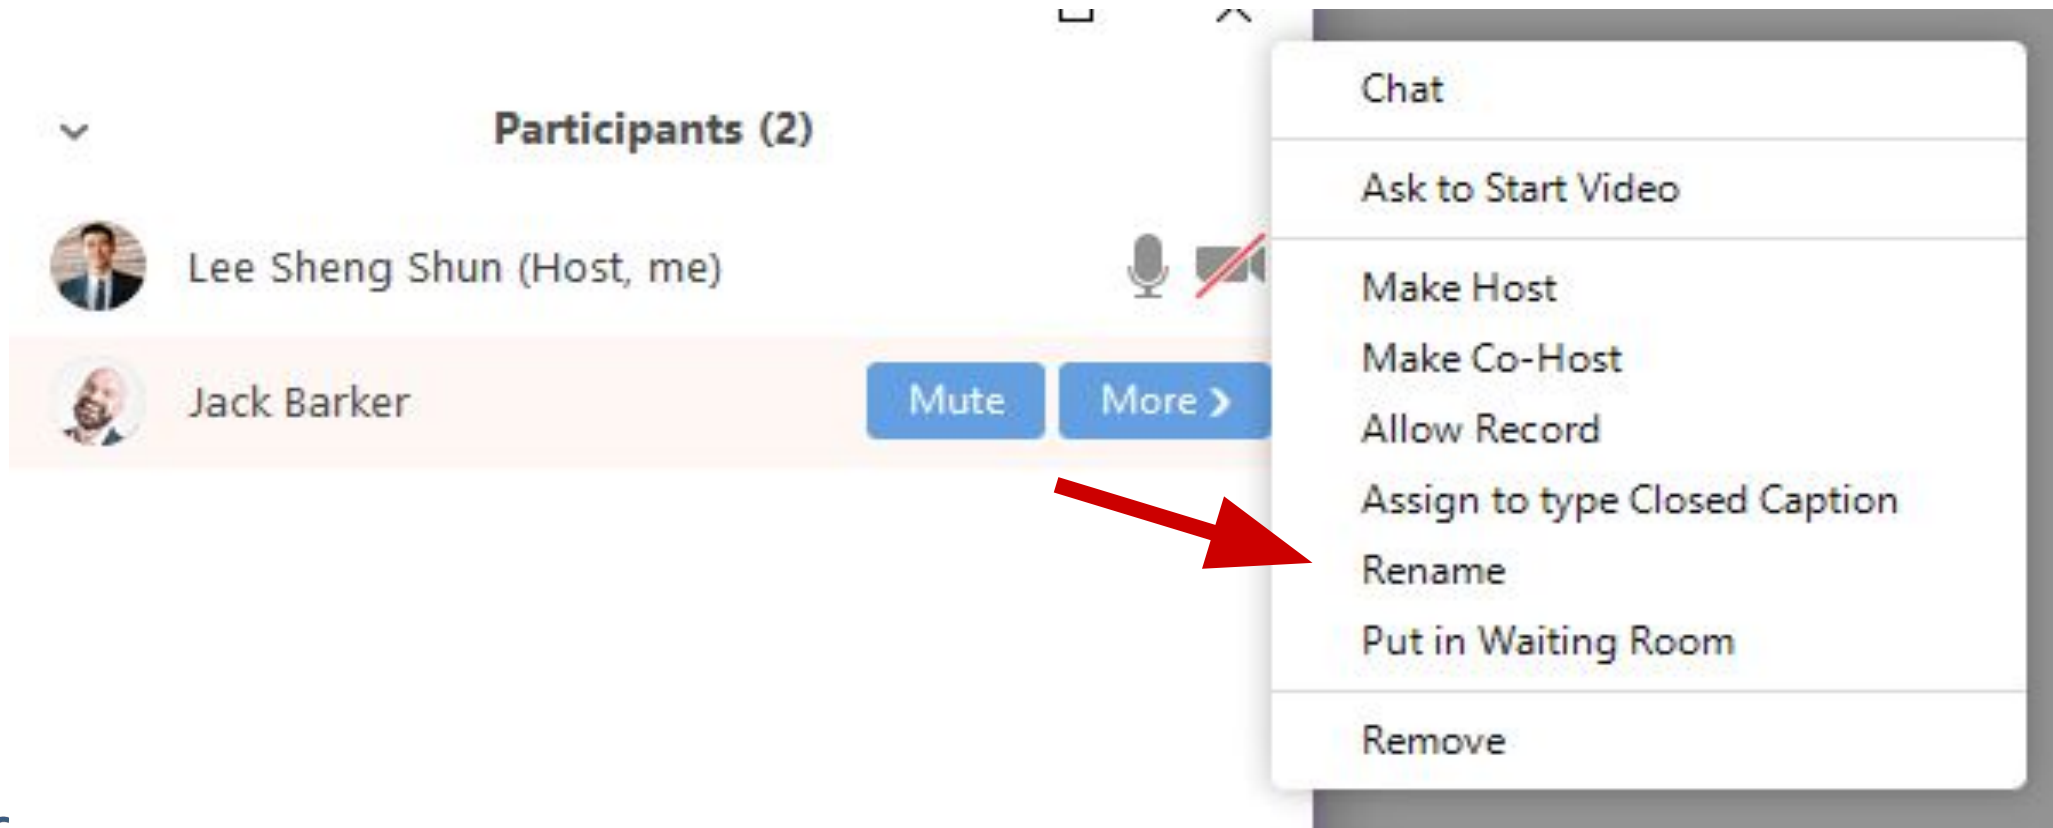 Participants (2)
Lee Sheng Shun (Host, me)
Jack Barker
Mute
More
Chat
Ask to Start Video
Make Host
Make Co-Host
Allow Record
Assign to type Closed Caption
Rename
Put in Waiting Room
Remove